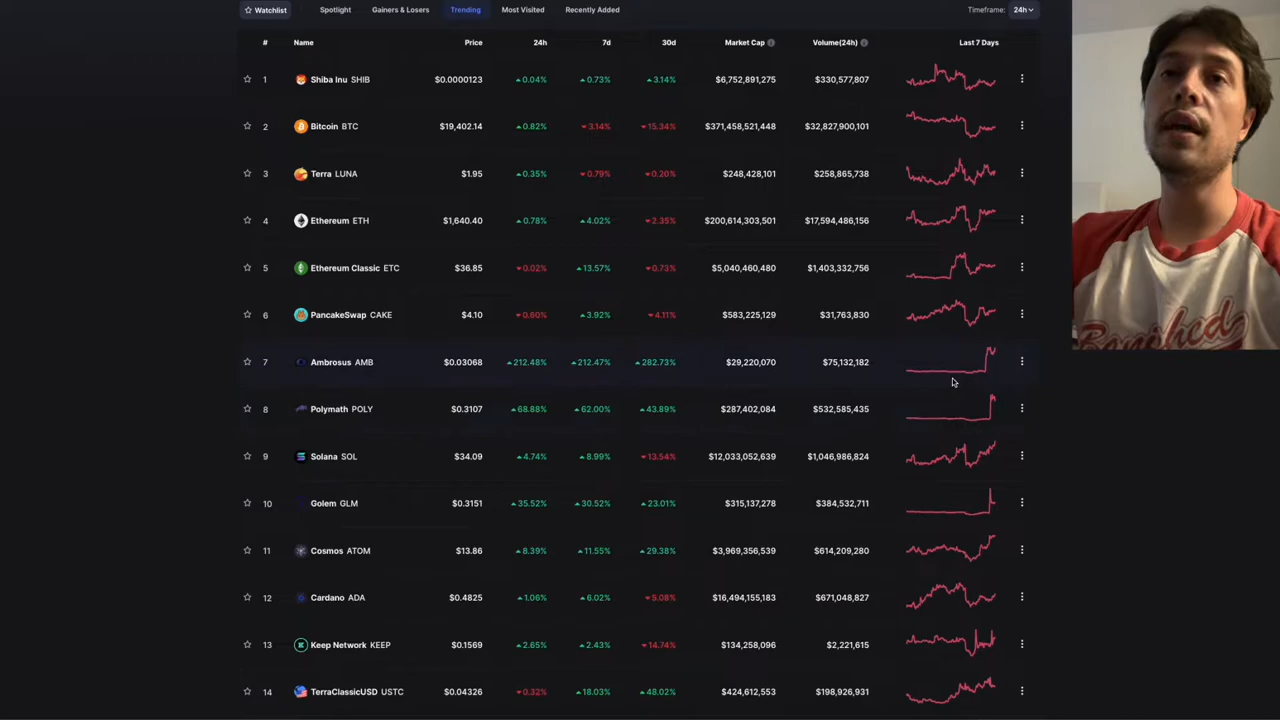 Watchlist Spotlight Gainers & Losers Trending Most Visited Recently Added Timeframe: 24h
# Name Price 24h 7d 30d Market Cap Volume(24h) Last 7 Days
1 Shiba Inu SHIB $0.0000123 0.04% 0.73% 3.14% $6,752,891,275 $330,577,807
2 Bitcoin BTC $19,402.14 0.82% 3.14% 15.34% $371,458,521,448 $32,827,900,101
3 Terra LUNA $1.95 0.35% 0.79% 0.20% $248,428,101 $258,865,738
4 Ethereum ETH $1,640.40 0.78% 4.02% 2.35% $200,614,303,501 $17,594,486,156
5 Ethereum Classic ETC $36.85 0.02% 13.57% 0.73% $5,040,460,480 $1,403,332,756
6 PancakeSwap CAKE $4.10 0.60% 3.92% 4.11% $583,225,129 $31,763,830
7 Ambrosus AMB $0.03068 212.48% 212.47% 282.73% $29,220,070 $75,132,182
8 Polymath POLY $0.3107 68.88% 62.00% 43.89% $287,402,084 $532,585,435
9 Solana SOL $34.09 4.74% 8.99% 13.54% $12,033,052,639 $1,046,986,824
10 Golem GLM $0.3151 35.52% 30.52% 23.01% $315,137,278 $384,532,711
11 Cosmos ATOM $13.86 8.39% 11.55% 29.38% $3,969,356,539 $614,209,280
12 Cardano ADA $0.4825 1.06% 6.02% 5.08% $16,494,155,183 $671,048,827
13 Keep Network KEEP $0.1569 2.65% 2.43% 14.74% $134,258,096 $2,221,615
14 TerraClassicUSD USTC $0.04326 0.32% 18.03% 48.02% $424,612,553 $198,926,931